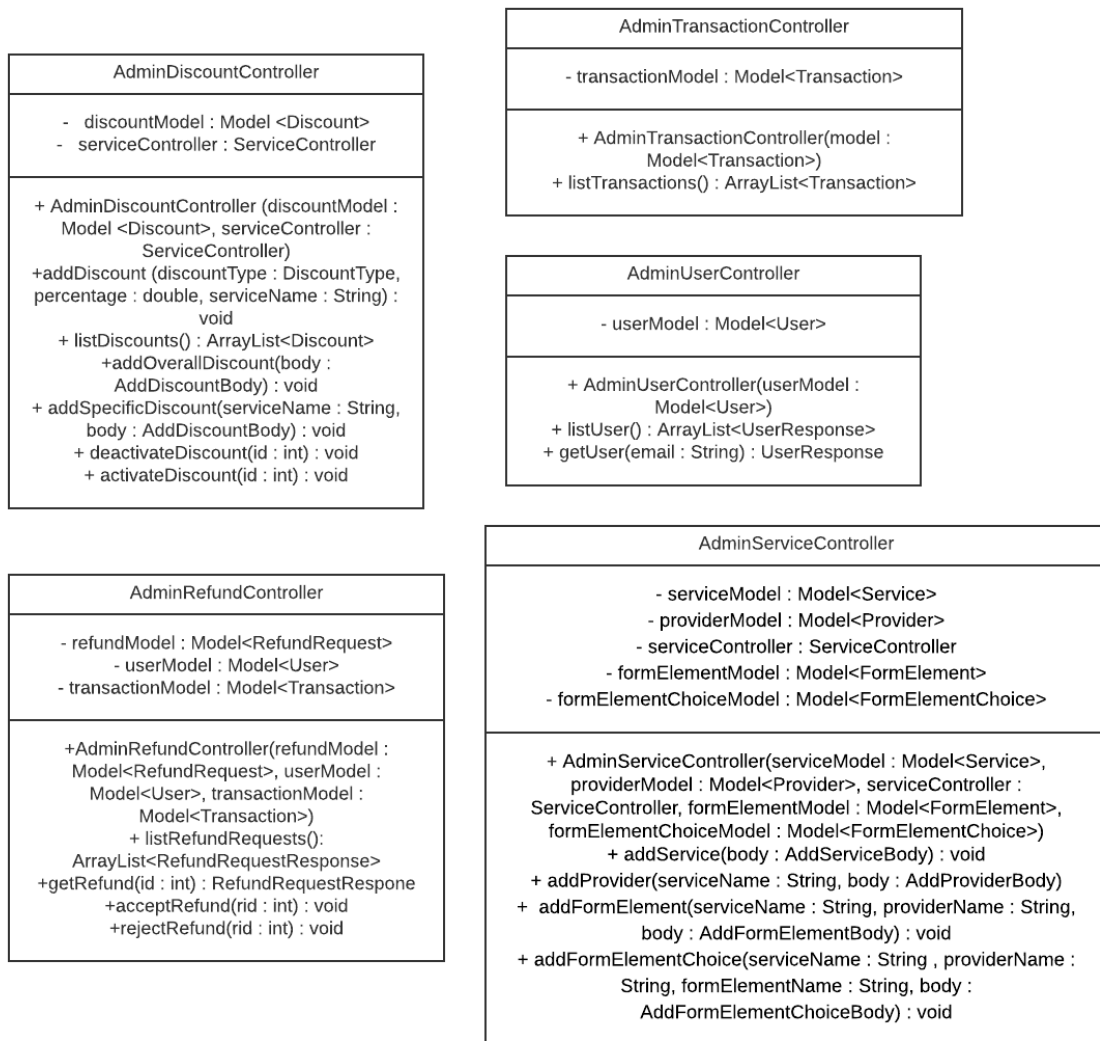 AdminDiscountController
- discountModel : Model <Discount>
- serviceController : ServiceController
+ AdminDiscountController (discountModel :
Model <Discount>, serviceController :
ServiceController)
+addDiscount (discountType : DiscountType,
percentage : double, serviceName : String) :
void
+ listDiscounts() : ArrayList<Discount>
+addOverallDiscount(body :
AddDiscountBody) : void
+ addSpecificDiscount(serviceName : String,
body : AddDiscountBody) : void
+ deactivateDiscount(id : int) : void
+ activateDiscount(id : int) : void
AdminTransactionController
- transactionModel : Model<Transaction>
+ AdminTransactionController(model :
Model<Transaction>)
+ listTransactions() : ArrayList<Transaction>
AdminUserController
- userModel : Model<User>
+ AdminUserController(userModel :
Model<User>)
+ listUser() : ArrayList<UserResponse>
+ getUser(email : String) : UserResponse
AdminRefundController
- refundModel : Model<RefundRequest>
- userModel : Model<User>
- transactionModel : Model<Transaction>
+AdminRefundController(refundModel :
Model<RefundRequest>, userModel :
Model<User>, transactionModel :
Model<Transaction>)
+ listRefundRequests():
ArrayList<RefundRequestResponse>
+getRefund(id : int) : RefundRequestRespone
+acceptRefund(rid : int) : void
+rejectRefund(rid : int) : void
AdminServiceController
- serviceModel : Model<Service>
- providerModel : Model<Provider>
- serviceController : ServiceController
- formElementModel : Model<FormElement>
- formElementChoiceModel : Model<FormElementChoice>
+ AdminServiceController(serviceModel : Model<Service>,
providerModel : Model<Provider>, serviceController :
ServiceController, formElementModel : Model<FormElement>,
formElementChoiceModel : Model<FormElementChoice>)
+ addService(body : AddServiceBody) : void
+ addProvider(serviceName : String, body : AddProviderBody)
+ addFormElement(serviceName : String, providerName : String,
body : AddFormElementBody) : void
+ addFormElementChoice(serviceName : String , providerName :
String, formElementName : String, body :
AddFormElementChoiceBody) : void